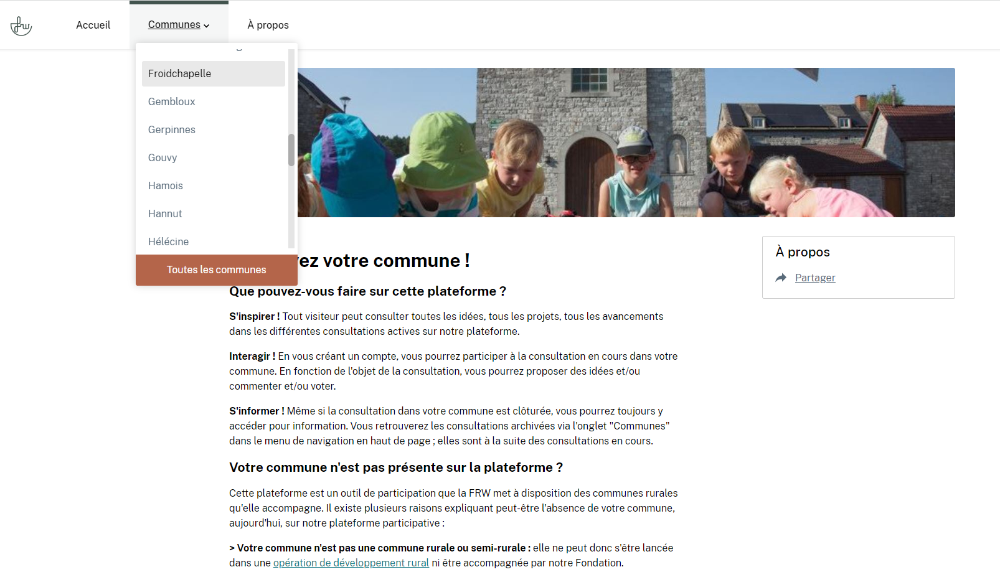 Accueil
Communes
À propos
Froidchapelle
Gembloux
Gerpinnes
Gouvy
Hamois
Hannut
Hélécine
Toutes les communes
votre commune !
Que pouvez-vous faire sur cette plateforme ?
S'inspirer ! Tout visiteur peut consulter toutes les idées, tous les projets, tous les avancements
dans les différentes consultations actives sur notre plateforme.
Interagir ! En vous créant un compte, vous pourrez participer à la consultation en cours dans votre
commune. En fonction de l'objet de la consultation, vous pourrez proposer des idées et/ou
commenter et/ou voter.
S'informer ! Même si la consultation dans votre commune est clôturée, vous pourrez toujours y
accéder pour information. Vous retrouverez les consultations archivées via l'onglet "Communes"
dans le menu de navigation en haut de page ; elles sont à la suite des consultations en cours.
Votre commune n'est pas présente sur la plateforme ?
Cette plateforme est un outil de participation que la FRW met à disposition des communes rurales
qu'elle accompagne. Il existe plusieurs raisons expliquant peut-être l'absence de votre commune,
aujourd'hui, sur notre plateforme participative :
> Votre commune n'est pas une commune rurale ou semi-rurale : elle ne peut donc s'être lancée
dans une opération de développement rural ni être accompagnée par notre Fondation.
À propos
Partager